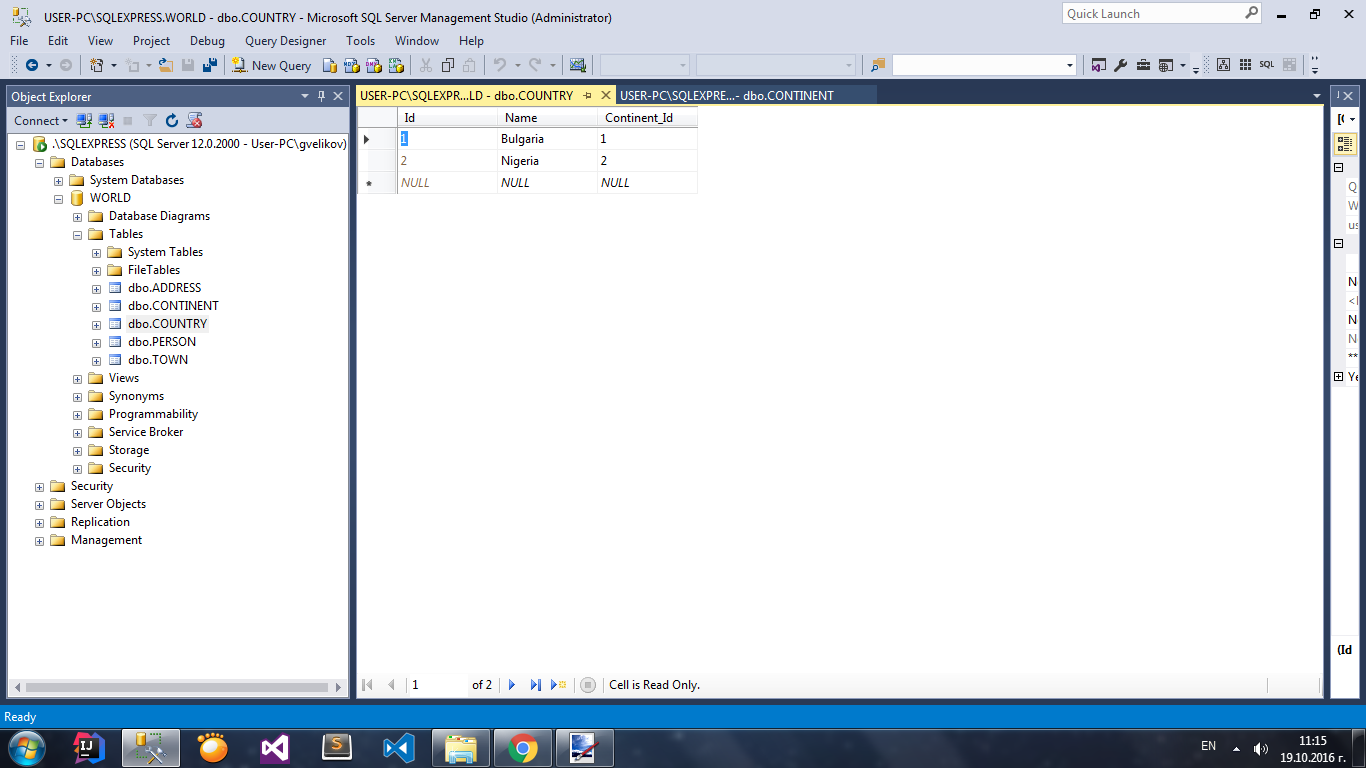 USER-PC\SQLEXPRESS.WORLD - dbo.COUNTRY - Microsoft SQL Server Management Studio (Administrator)
Quick Launch
File Edit View Project Debug Query Designer Tools Window Help
New Query
SQL
Object Explorer
Connect
.\SQLEXPRESS (SQL Server 12.0.2000 - User-PC\gvelikov)
Databases
System Databases
WORLD
Database Diagrams
Tables
System Tables
FileTables
dbo.ADDRESS
dbo.CONTINENT
dbo.COUNTRY
dbo.PERSON
dbo.TOWN
Views
Synonyms
Programmability
Service Broker
Storage
Security
Security
Server Objects
Replication
Management
USER-PC\SQLEXPR...LD - dbo.COUNTRY
USER-PC\SQLEXPRE...- dbo.CONTINENT
Id Name Continent_Id
1 Bulgaria 1
2 Nigeria 2
NULL NULL NULL
1 of 2 Cell is Read Only.
(Id
Ready
EN
11:15
19.10.2016 г.